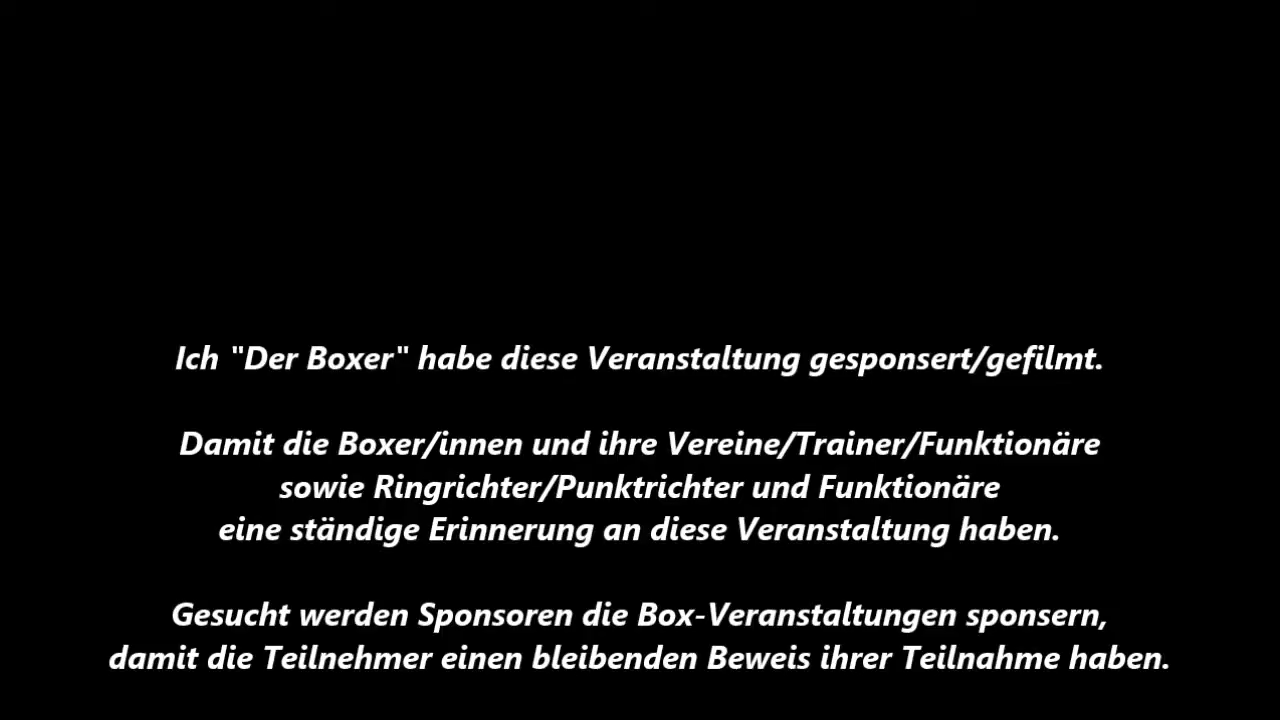 Ich "Der Boxer" habe diese Veranstaltung gesponsert/gefilmt.
Damit die Boxer/innen und ihre Vereine/Trainer/Funktionäre
sowie Ringrichter/Punktrichter und Funktionäre
eine ständige Erinnerung an diese Veranstaltung haben.
Gesucht werden Sponsoren die Box-Veranstaltungen sponsern,
damit die Teilnehmer einen bleibenden Beweis ihrer Teilnahme haben.